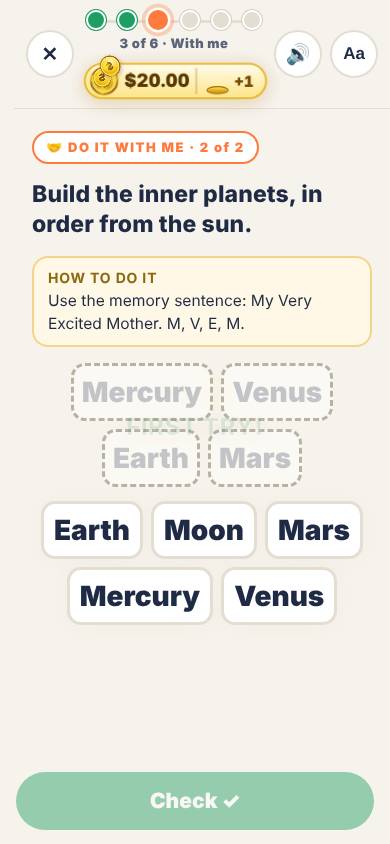 3 of 6 · With me
$20.00 +1
Aa
DO IT WITH ME · 2 of 2
Build the inner planets, in
order from the sun.
HOW TO DO IT
Use the memory sentence: My Very
Excited Mother. M, V, E, M.
Mercury Venus
FIRST TRY!
Earth Mars
Earth Moon Mars
Mercury Venus
Check ✓